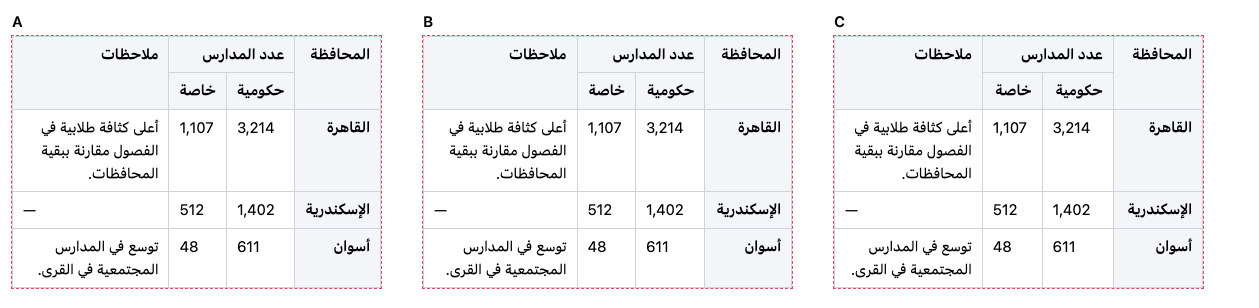 A
المحافظة عدد المدارس ملاحظات
حكومية خاصة
القاهرة 3,214 1,107 أعلى كثافة طلابية في
الفصول مقارنة ببقية
المحافظات.
الإسكندرية 1,402 512 —
أسوان 611 48 توسع في المدارس
المجتمعية في القرى.
B
المحافظة عدد المدارس ملاحظات
حكومية خاصة
القاهرة 3,214 1,107 أعلى كثافة طلابية في
الفصول مقارنة ببقية
المحافظات.
الإسكندرية 1,402 512 —
أسوان 611 48 توسع في المدارس
المجتمعية في القرى.
C
المحافظة عدد المدارس ملاحظات
حكومية خاصة
القاهرة 3,214 1,107 أعلى كثافة طلابية في
الفصول مقارنة ببقية
المحافظات.
الإسكندرية 1,402 512 —
أسوان 611 48 توسع في المدارس
المجتمعية في القرى.